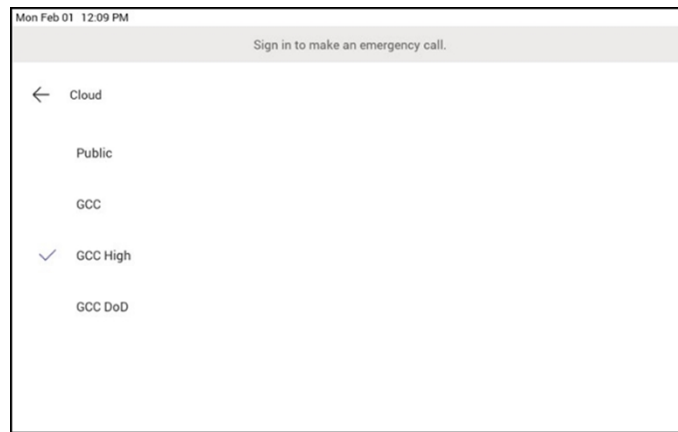 Mon Feb 01 12:09 PM
Sign in to make an emergency call.
Cloud
Public
GCC
GCC High
GCC DoD